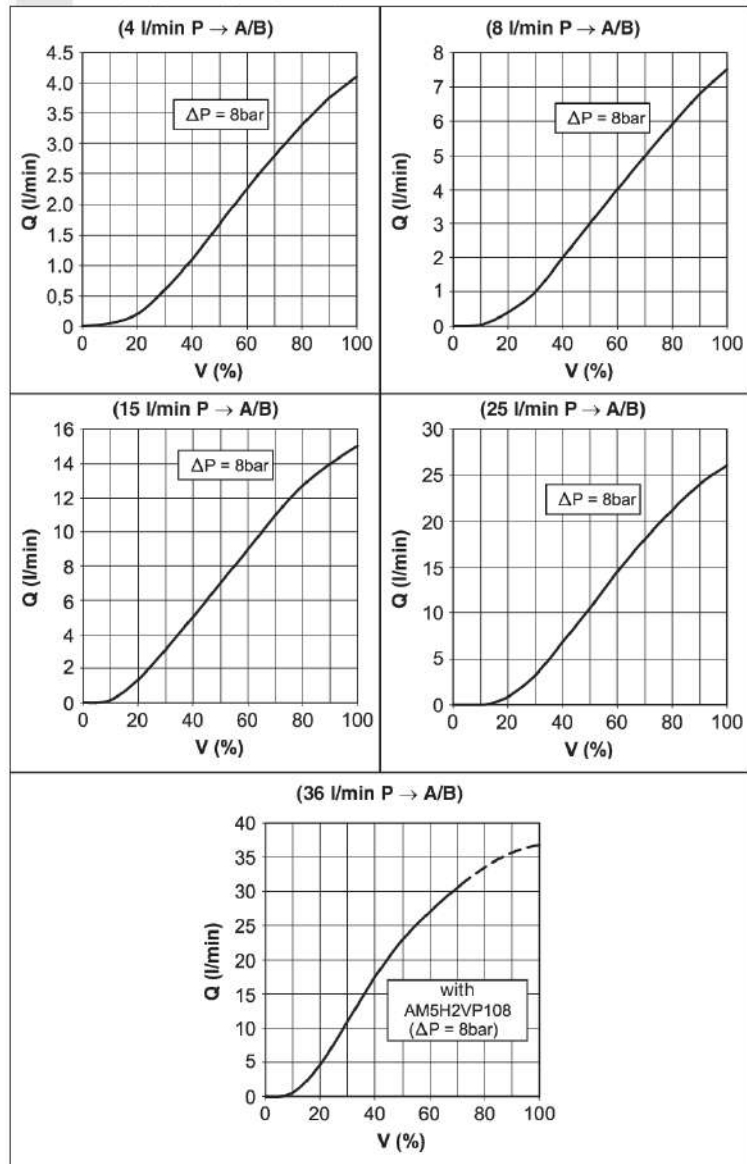 (4 l/min P → A/B)
Q (l/min)
4.5
4.0
3.5
3.0
2.5
2.0
1.5
1.0
0,5
0
ΔP = 8bar
0 20 40 60 80 100
V (%)
(8 l/min P → A/B)
Q (l/min)
8
7
6
5
4
3
2
1
0
ΔP = 8bar
0 20 40 60 80 100
V (%)
(15 l/min P → A/B)
Q (l/min)
16
14
12
10
8
6
4
2
0
ΔP = 8bar
0 20 40 60 80 100
V (%)
(25 l/min P → A/B)
Q (l/min)
30
25
20
15
10
5
0
ΔP = 8bar
0 20 40 60 80 100
V (%)
(36 l/min P → A/B)
Q (l/min)
40
35
30
25
20
15
10
5
0
with
AM5H2VP108
(ΔP = 8bar)
0 20 40 60 80 100
V (%)